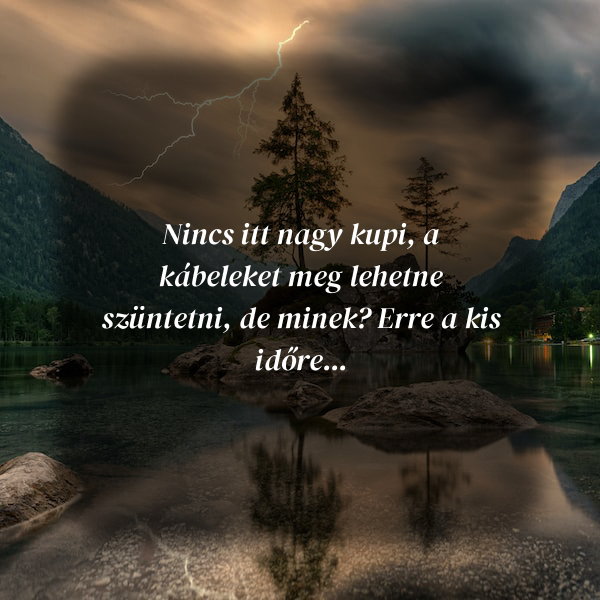 Nincs itt nagy kupi, a
kábeleket meg lehetne
szüntetni, de minek? Erre a kis
időre...